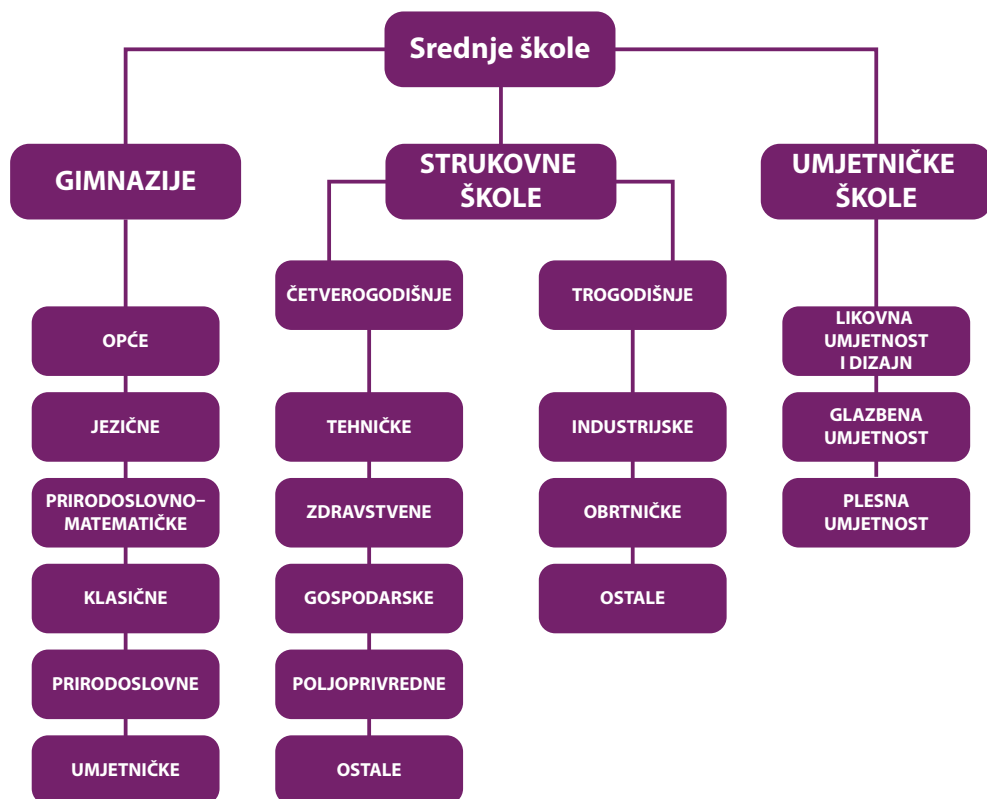 Srednje škole
GIMNAZIJE
STRUKOVNE
ŠKOLE
UMJETNIČKE
ŠKOLE
OPĆE
JEZIČNE
PRIRODOSLOVNO–
MATEMATIČKE
KLASIČNE
PRIRODOSLOVNE
UMJETNIČKE
ČETVEROGODIŠNJE
TEHNIČKE
ZDRAVSTVENE
GOSPODARSKE
POLJOPRIVREDNE
OSTALE
TROGODIŠNJE
INDUSTRIJSKE
OBRTNIČKE
OSTALE
LIKOVNA
UMJETNOST
I DIZAJN
GLAZBENA
UMJETNOST
PLESNA
UMJETNOST